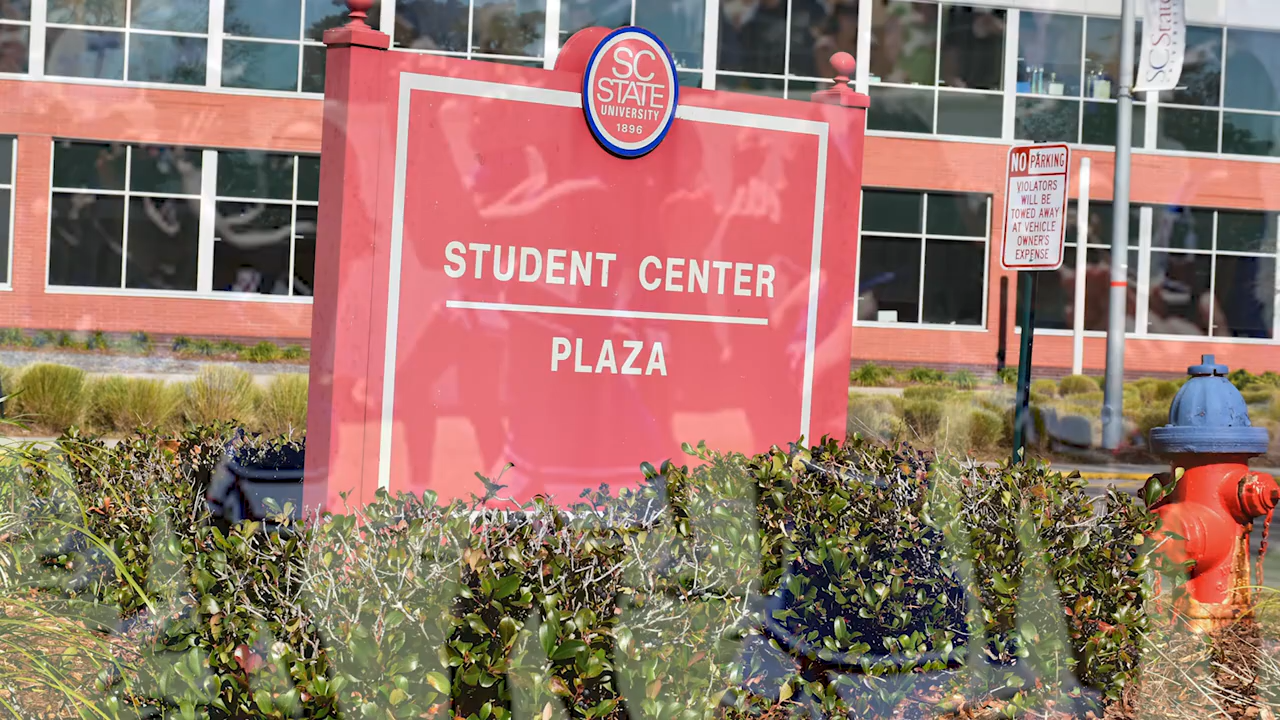 SC
STATE
UNIVERSITY
1896
STUDENT CENTER
PLAZA
NO PARKING
VIOLATORS
WILL BE
TOWED AWAY
AT VEHICLE
OWNER'S
EXPENSE
SC State